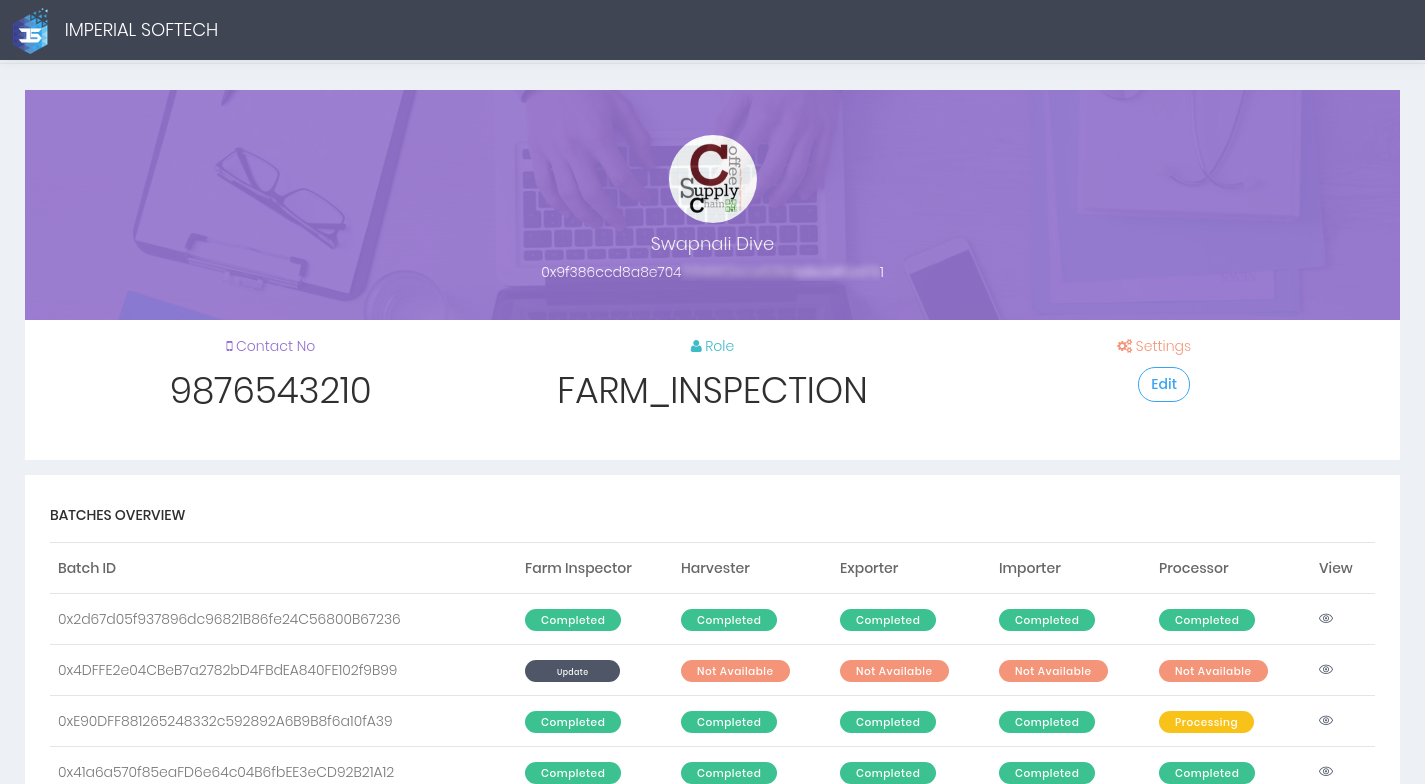 IMPERIAL SOFTECH
C offee
Supply
Chain
Swapnali Dive
0x9f386ccd8a8e704 1
Contact No
Role
Settings
9876543210
FARM_INSPECTION
Edit
BATCHES OVERVIEW
Batch ID Farm Inspector Harvester Exporter Importer Processor View
0x2d67d05f937896dc96821B86fe24C56800B67236 Completed Completed Completed Completed Completed
0x4DFFE2e04CBeB7a2782bD4FBdEA840FE102f9B99 Update Not Available Not Available Not Available Not Available
0xE90DFF881265248332c592892A6B9B8f6a10fA39 Completed Completed Completed Completed Processing
0x41a6a570f85eaFD6e64c04B6fbEE3eCD92B21A12 Completed Completed Completed Completed Completed